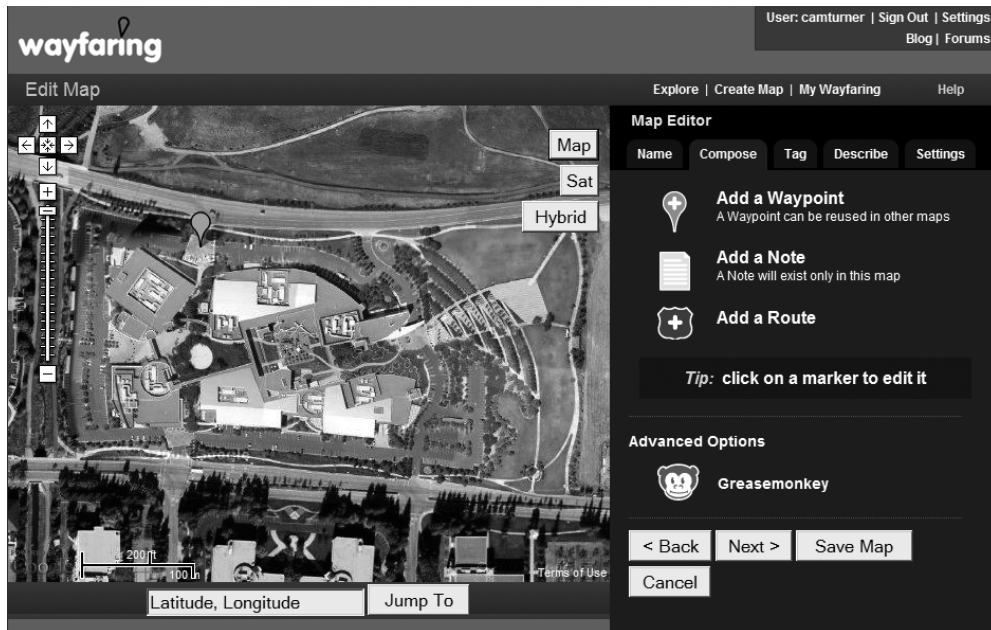 User: camturner | Sign Out | Settings
Blog | Forums
wayfaring
Edit Map
Explore | Create Map | My Wayfaring Help
Map Editor
Name Compose Tag Describe Settings
Map
Sat
Hybrid
Add a Waypoint
A Waypoint can be reused in other maps
Add a Note
A Note will exist only in this map
Add a Route
Tip: click on a marker to edit it
Advanced Options
Greasemonkey
< Back Next > Save Map
Cancel
200 ft
100 m
Terms of Use
Latitude, Longitude Jump To